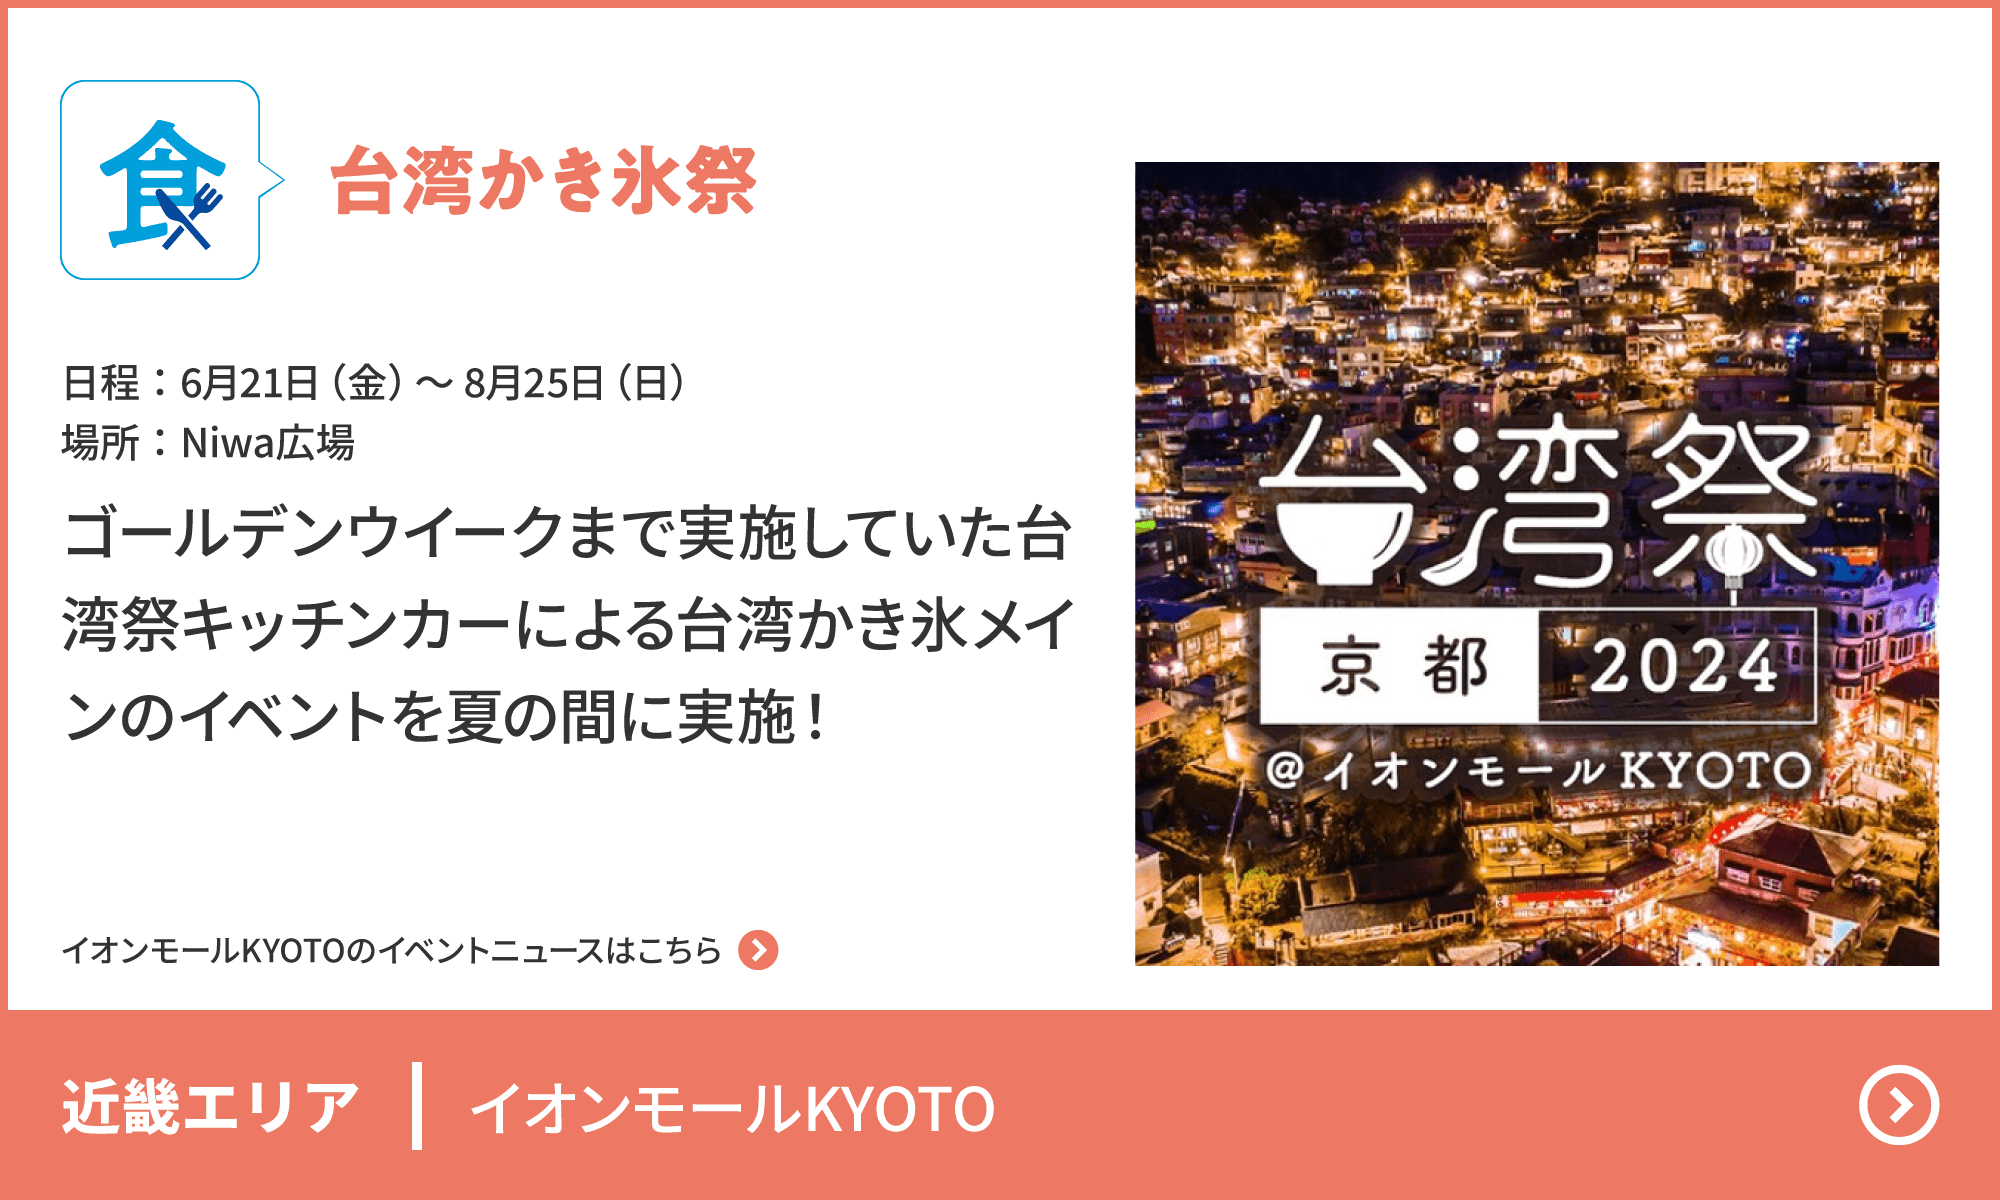 食
台湾かき氷祭
日程：6月21日（金）～ 8月25日（日）
場所：Niwa広場
ゴールデンウイークまで実施していた台
湾祭キッチンカーによる台湾かき氷メイ
ンのイベントを夏の間に実施！
イオンモールKYOTOのイベントニュースはこちら
台湾祭
京都 2024
@イオンモールKYOTO
近畿エリア
イオンモールKYOTO